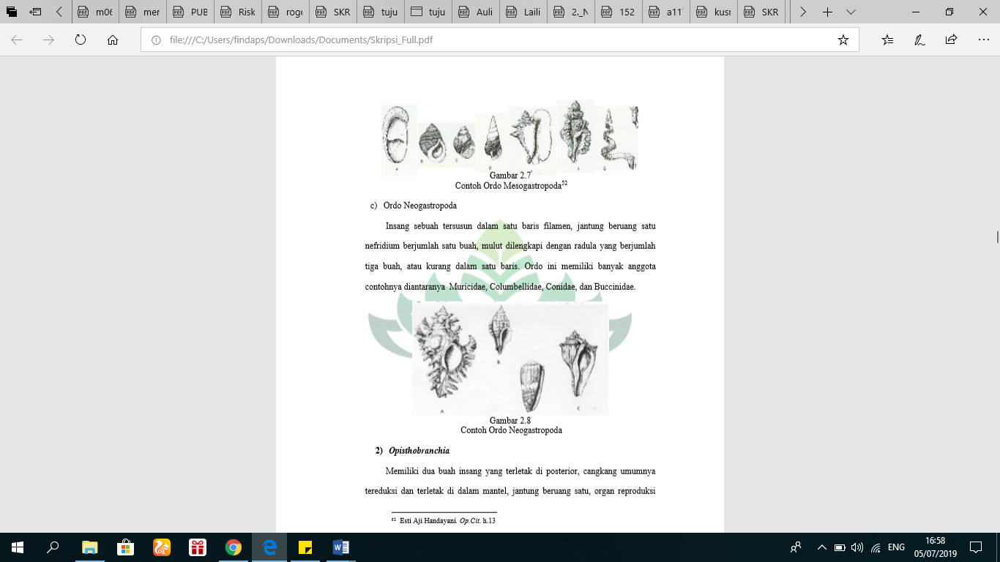 m06
mer
PUB
Risk
roge
SKR
tuju
tuju
Auli
Laili
2._N
152
a11
kusr
SKR
file:///C:/Users/findaps/Downloads/Documents/Skripsi_Full.pdf
A
B
C
D
Gambar 2.7
Contoh Ordo Mesogastropoda52
c) Ordo Neogastropoda
Insang sebuah tersusun dalam satu baris filamen, jantung beruang satu
nefridium berjumlah satu buah, mulut dilengkapi dengan radula yang berjumlah
tiga buah, atau kurang dalam satu baris. Ordo ini memiliki banyak anggota
contohnya diantaranya Muricidae, Columbellidae, Conidae, dan Buccinidae.
A
B
C
Gambar 2.8
Contoh Ordo Neogastropoda
2) Opisthobranchia
Memiliki dua buah insang yang terletak di posterior, cangkang umumnya
tereduksi dan terletak di dalam mantel, jantung beruang satu, organ reproduksi
52 Esti Aji Handayani. Op.Cit. h.13
ENG
16:58
05/07/2019